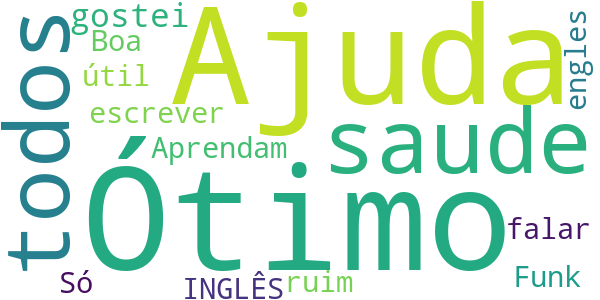 gostei
Ajuda
engles
Boa
todos
útil
escrever
saude
Aprendam
Ótimo
falar
Só
INGLÊS
ruim
Funk